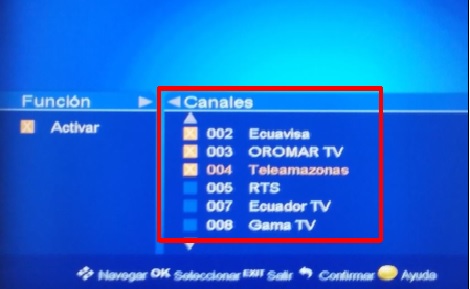 Función
Canales
Activar
002 Ecuavisa
003 OROMAR TV
004 Teleamazonas
005 RTS
007 Ecuador TV
008 Gama TV
Navegar OK Seleccionar EXIT Salir Confirmar Ayuda